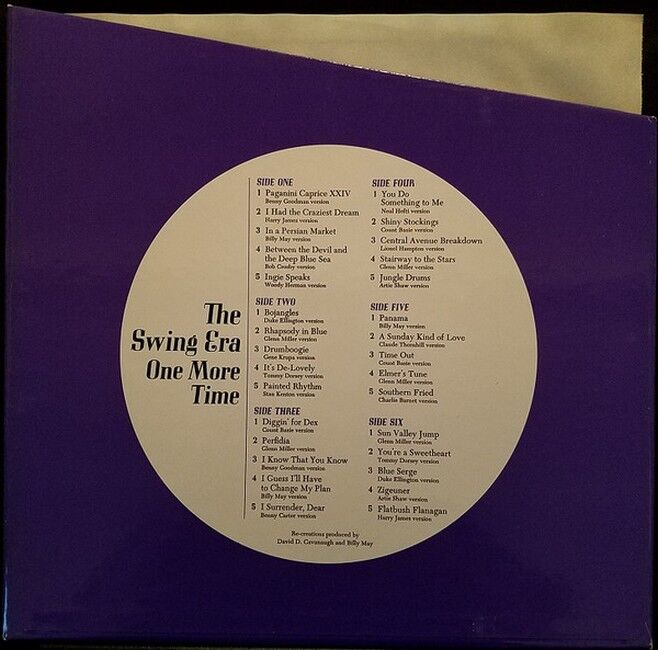 The
Swing Era
One More
Time
SIDE ONE
1 Paganini Caprice XXIV
Benny Goodman version
2 I Had the Craziest Dream
Harry James version
3 In a Persian Market
Billy May version
4 Between the Devil and
the Deep Blue Sea
Bob Crosby version
5 Ingie Speaks
Woody Herman version
SIDE TWO
1 Bojangles
Duke Ellington version
2 Rhapsody in Blue
Glenn Miller version
3 Drumboogie
Gene Krupa version
4 It's De-Lovely
Tommy Dorsey version
5 Painted Rhythm
Stan Kenton version
SIDE THREE
1 Diggin' for Dex
Count Basie version
2 Perfidia
Glenn Miller version
3 I Know That You Know
Benny Goodman version
4 I Guess I'll Have
to Change My Plan
Billy May version
5 I Surrender, Dear
Benny Carter version
SIDE FOUR
1 You Do
Something to Me
Neal Hefti version
2 Shiny Stockings
Count Basie version
3 Central Avenue Breakdown
Lionel Hampton version
4 Stairway to the Stars
Glenn Miller version
5 Jungle Drums
Artie Shaw version
SIDE FIVE
1 Panama
Billy May version
2 A Sunday Kind of Love
Claude Thornhill version
3 Time Out
Count Basie version
4 Elmer's Tune
Glenn Miller version
5 Southern Fried
Charlie Barnet version
SIDE SIX
1 Sun Valley Jump
Glenn Miller version
2 You're a Sweetheart
Tommy Dorsey version
3 Blue Serge
Duke Ellington version
4 Zigeuner
Artie Shaw version
5 Flatbush Flanagan
Harry James version
Re-creations produced by
David D. Cavanaugh and Billy May